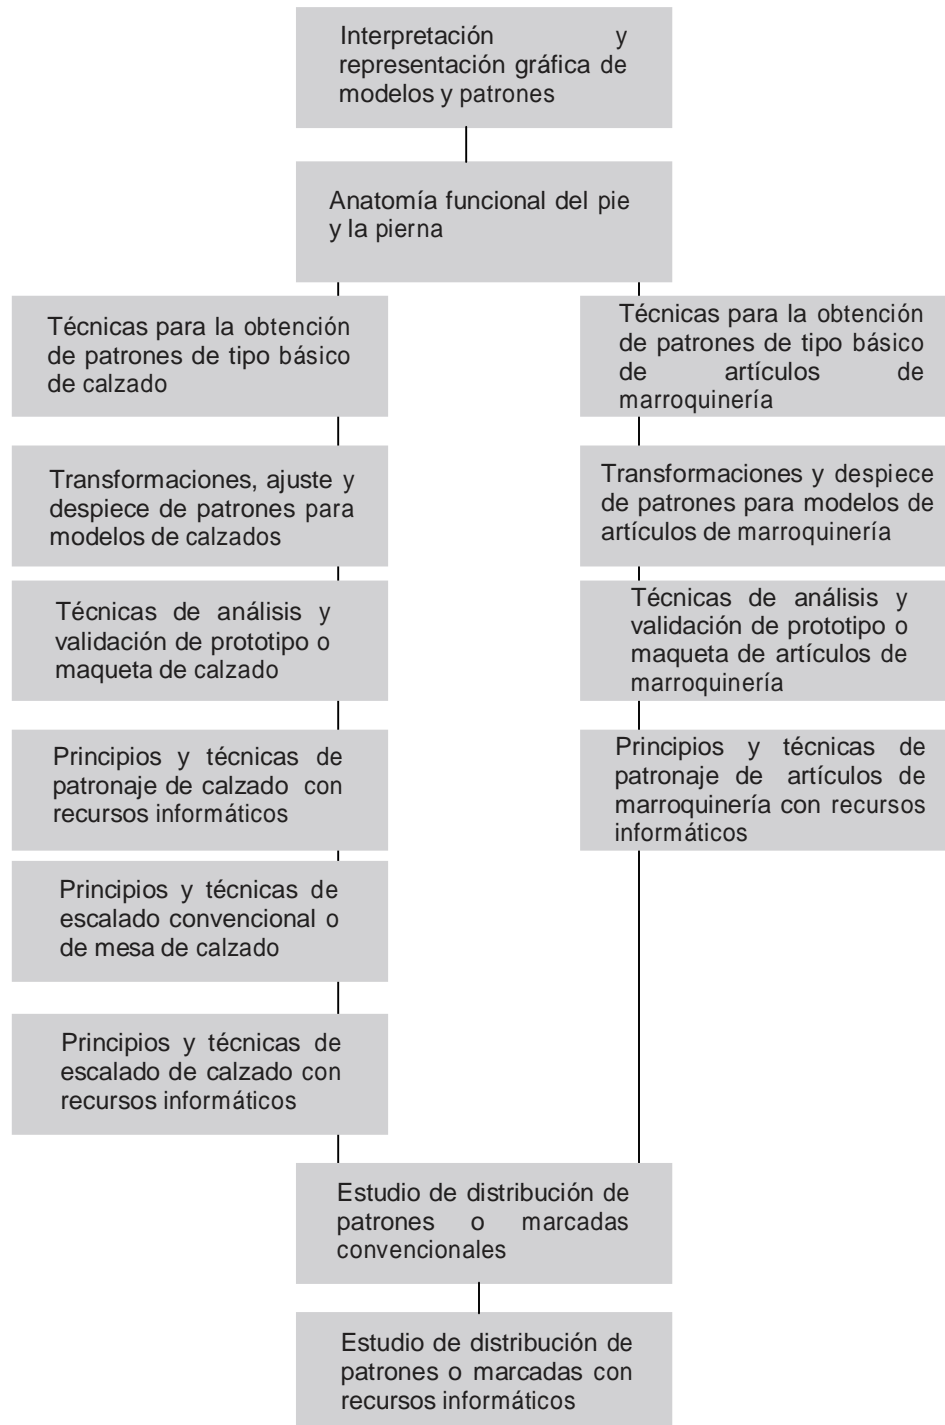 Interpretación y
representación gráfica de
modelos y patrones
Anatomía funcional del pie
y la pierna
Técnicas para la obtención
de patrones de tipo básico
de calzado
Técnicas para la obtención
de patrones de tipo básico
de artículos de
marroquinería
Transformaciones, ajuste y
despiece de patrones para
modelos de calzados
Transformaciones y despiece
de patrones para modelos de
artículos de marroquinería
Técnicas de análisis y
validación de prototipo o
maqueta de calzado
Técnicas de análisis y
validación de prototipo o
maqueta de artículos de
marroquinería
Principios y técnicas de
patronaje de calzado con
recursos informáticos
Principios y técnicas de
patronaje de artículos de
marroquinería con recursos
informáticos
Principios y técnicas de
escalado convencional o
de mesa de calzado
Principios y técnicas de
escalado de calzado con
recursos informáticos
Estudio de distribución de
patrones o marcadas
convencionales
Estudio de distribución de
patrones o marcadas con
recursos informáticos